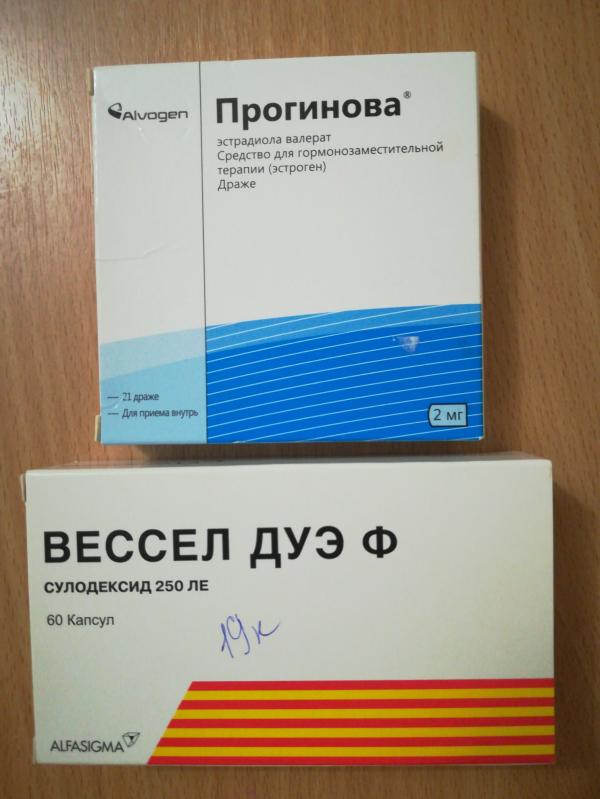 Alvogen
Прогинова®
эстрадиола валерат
Средство для гормонозаместительной
терапии (эстроген)
Драже
— 21 драже
— Для приема внутрь
2 мг
ВЕССЕЛ ДУЭ Ф
СУЛОДЕКСИД 250 ЛЕ
60 Капсул
19к
ALFASIGMA